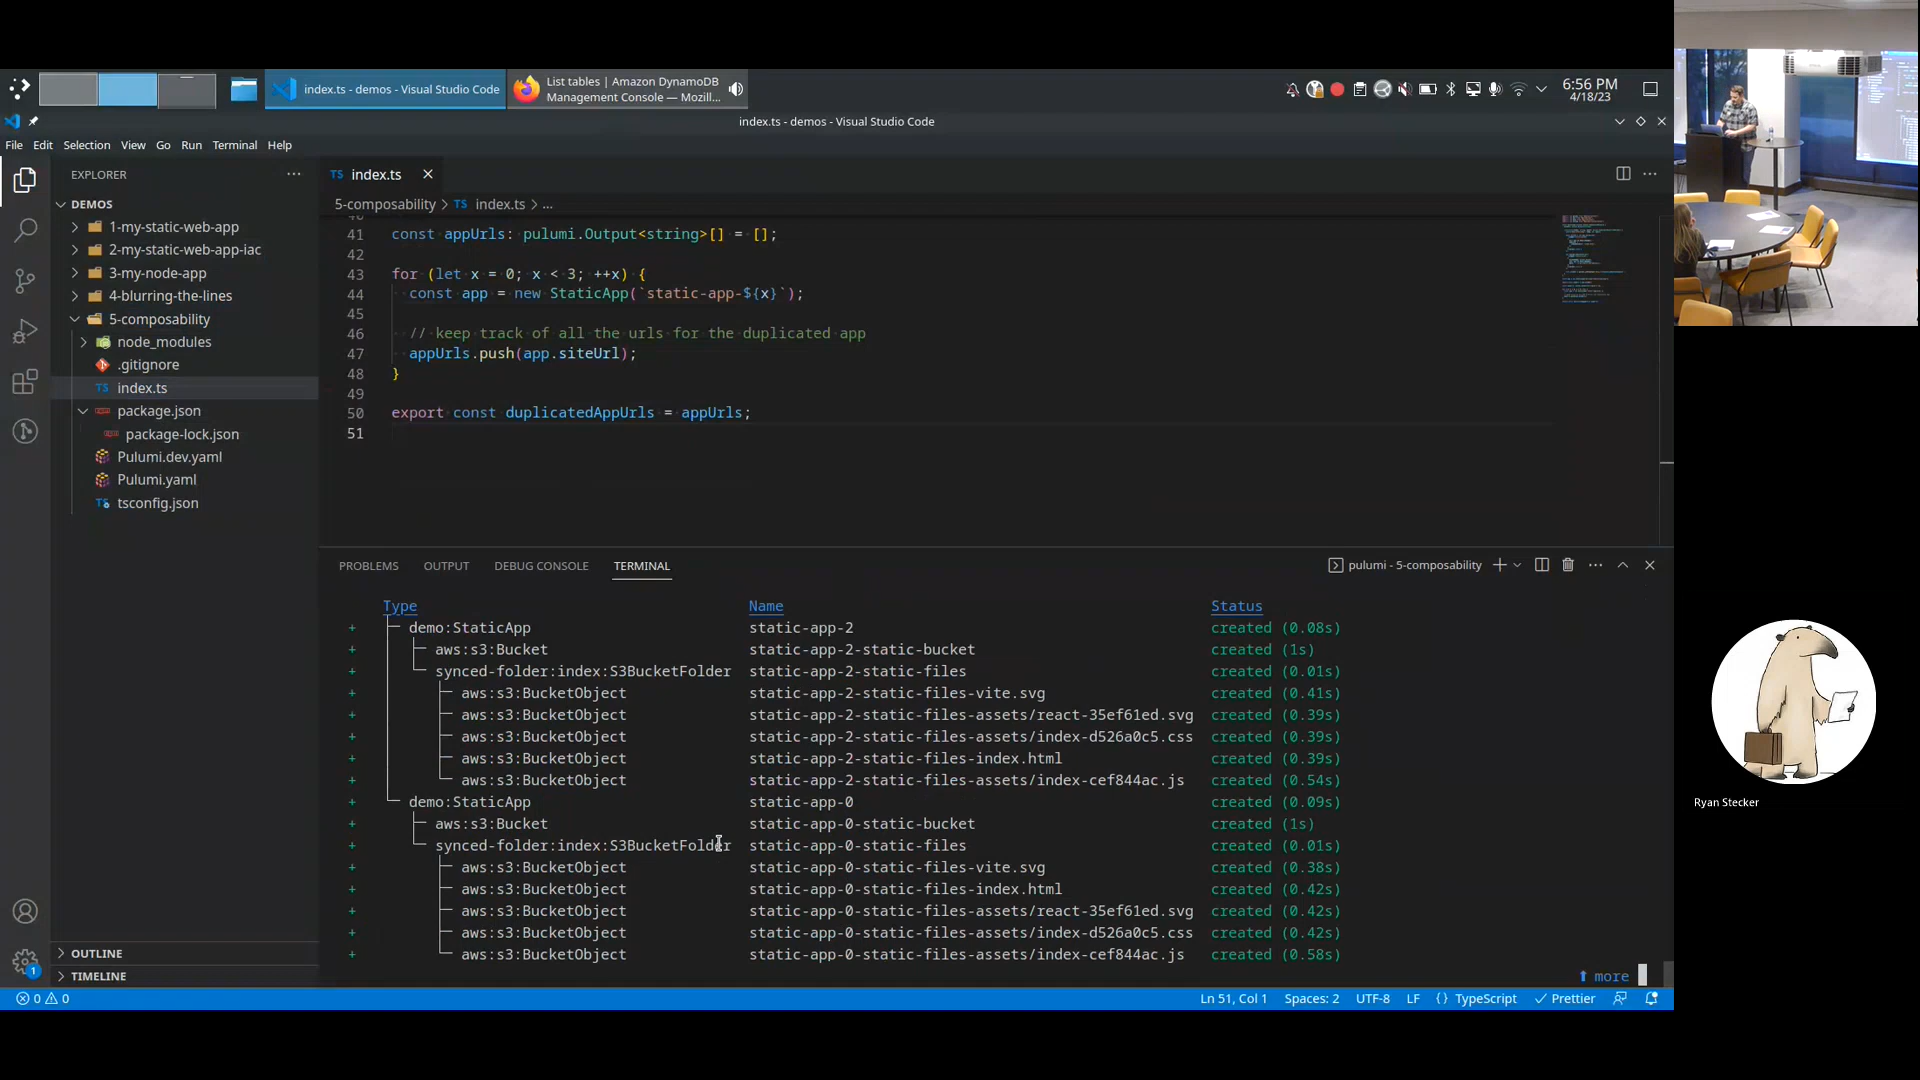 index.ts - demos - Visual Studio Code
List tables | Amazon DynamoDB
Management Console — Mozill...
6:56 PM
4/18/23
index.ts - demos - Visual Studio Code
File Edit Selection View Go Run Terminal Help
EXPLORER
TS index.ts
DEMOS
5-composability > TS index.ts > ...
1-my-static-web-app
2-my-static-web-app-iac
3-my-node-app
4-blurring-the-lines
5-composability
node_modules
.gitignore
TS index.ts
package.json
package-lock.json
Pulumi.dev.yaml
Pulumi.yaml
TS tsconfig.json
OUTLINE
TIMELINE
41 const appUrls: pulumi.Output<string>[] = [];
42
43 for (let x = 0; x < 3; ++x) {
44 const app = new StaticApp(`static-app-${x}`);
45
46 // keep track of all the urls for the duplicated app
47 appUrls.push(app.siteUrl);
48 }
49
50 export const duplicatedAppUrls = appUrls;
51
PROBLEMS OUTPUT DEBUG CONSOLE TERMINAL
pulumi - 5-composability
Type Name Status
+ demo:StaticApp static-app-2 created (0.08s)
+ aws:s3:Bucket static-app-2-static-bucket created (1s)
+ synced-folder:index:S3BucketFolder static-app-2-static-files created (0.01s)
+ aws:s3:BucketObject static-app-2-static-files-vite.svg created (0.41s)
+ aws:s3:BucketObject static-app-2-static-files-assets/react-35ef61ed.svg created (0.39s)
+ aws:s3:BucketObject static-app-2-static-files-assets/index-d526a0c5.css created (0.39s)
+ aws:s3:BucketObject static-app-2-static-files-index.html created (0.39s)
+ aws:s3:BucketObject static-app-2-static-files-assets/index-cef844ac.js created (0.54s)
+ demo:StaticApp static-app-0 created (0.09s)
+ aws:s3:Bucket static-app-0-static-bucket created (1s)
+ synced-folder:index:S3BucketFolder static-app-0-static-files created (0.01s)
+ aws:s3:BucketObject static-app-0-static-files-vite.svg created (0.38s)
+ aws:s3:BucketObject static-app-0-static-files-index.html created (0.42s)
+ aws:s3:BucketObject static-app-0-static-files-assets/react-35ef61ed.svg created (0.42s)
+ aws:s3:BucketObject static-app-0-static-files-assets/index-d526a0c5.css created (0.42s)
+ aws:s3:BucketObject static-app-0-static-files-assets/index-cef844ac.js created (0.58s)
⬆ more
1
0 0
Ln 51, Col 1 Spaces: 2 UTF-8 LF {} TypeScript ✓ Prettier
Ryan Stecker